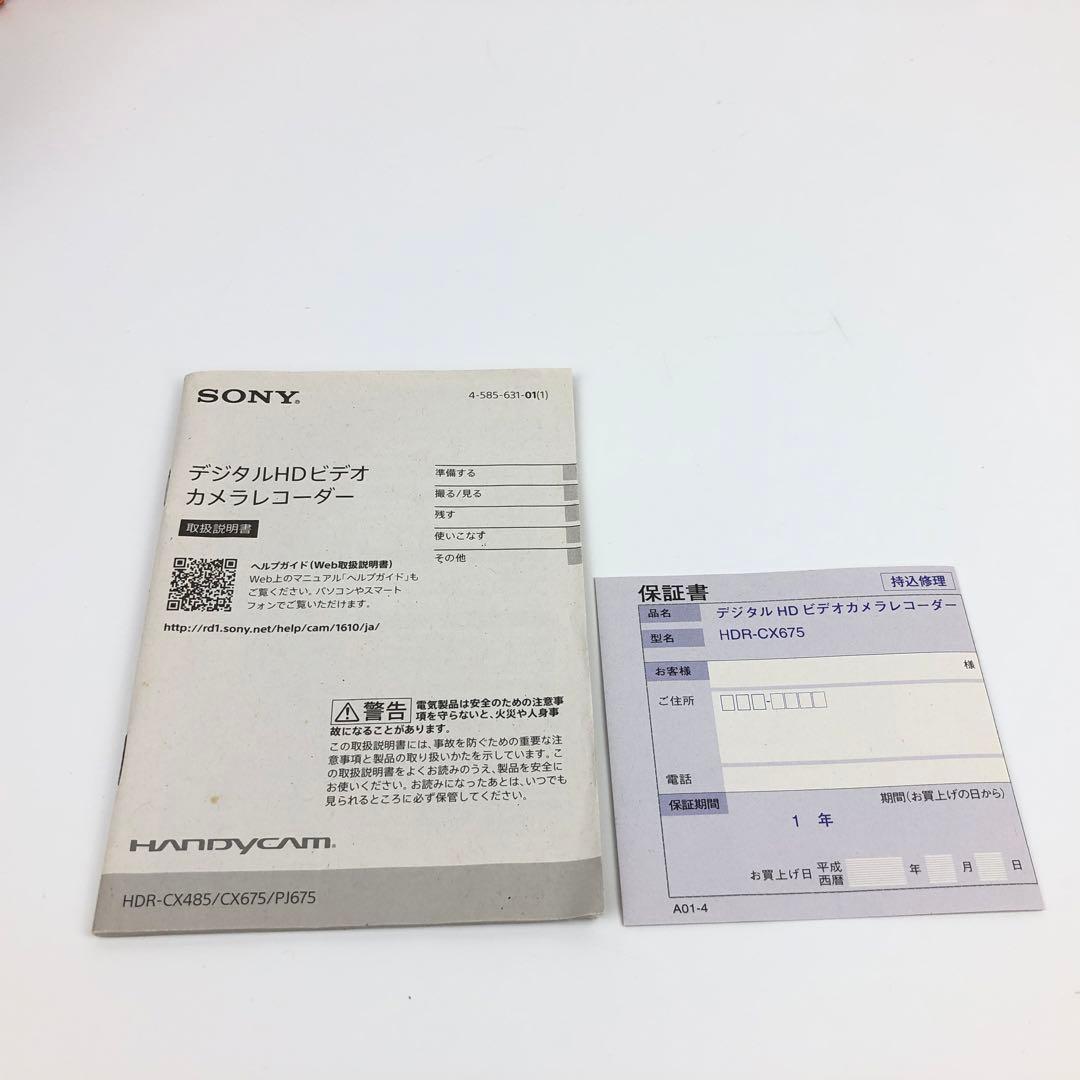 SONY®
4-585-631-01(1)
デジタルHDビデオ
カメラレコーダー
取扱説明書
準備する
撮る/見る
残す
使いこなす
その他
ヘルプガイド(Web取扱説明書)
Web上のマニュアル「ヘルプガイド」も
ご覧ください。パソコンやスマート
フォンでご覧いただけます。
http://rd1.sony.net/help/cam/1610/ja/
警告
電気製品は安全のための注意事
項を守らないと、火災や人身事
故になることがあります。
この取扱説明書には、事故を防ぐための重要な注
意事項と製品の取り扱いかたを示しています。こ
の取扱説明書をよくお読みのうえ、製品を安全に
お使いください。お読みになったあとは、いつでも
見られるところに必ず保管してください。
HANDYCAM®
HDR-CX485/CX675/PJ675
保証書
持込修理
品名
デジタル HD ビデオカメラレコーダー
型名
HDR-CX675
お客様
様
ご住所
電話
保証期間
期間(お買上げの日から)
1 年
お買上げ日 平成 西暦 年 月 日
A01-4